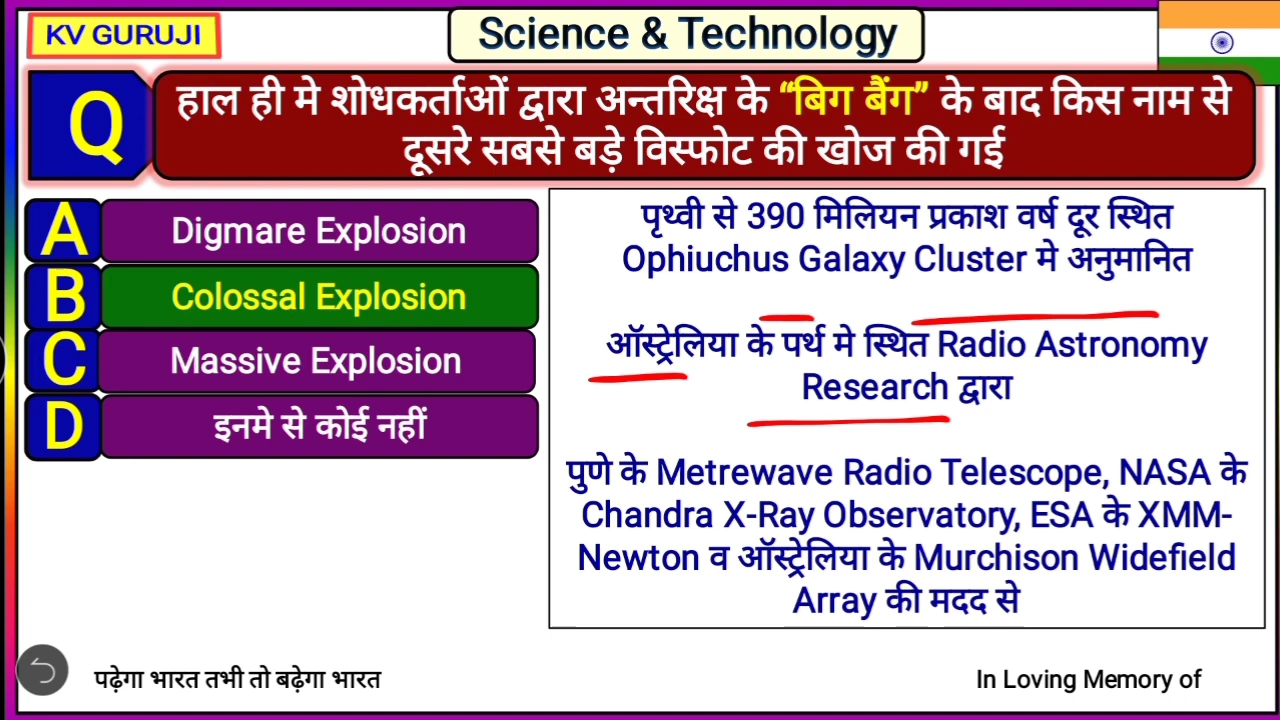 KV GURUJI
Science & Technology
Q
हाल ही मे शोधकर्ताओं द्वारा अन्तरिक्ष के “बिग बैंग” के बाद किस नाम से
दूसरे सबसे बड़े विस्फोट की खोज की गई
A
Digmare Explosion
B
Colossal Explosion
C
Massive Explosion
D
इनमे से कोई नहीं
पृथ्वी से 390 मिलियन प्रकाश वर्ष दूर स्थित
Ophiuchus Galaxy Cluster मे अनुमानित
ऑस्ट्रेलिया के पर्थ मे स्थित Radio Astronomy
Research द्वारा
पुणे के Metrewave Radio Telescope, NASA के
Chandra X-Ray Observatory, ESA के XMM-
Newton व ऑस्ट्रेलिया के Murchison Widefield
Array की मदद से
पढ़ेगा भारत तभी तो बढ़ेगा भारत
In Loving Memory of